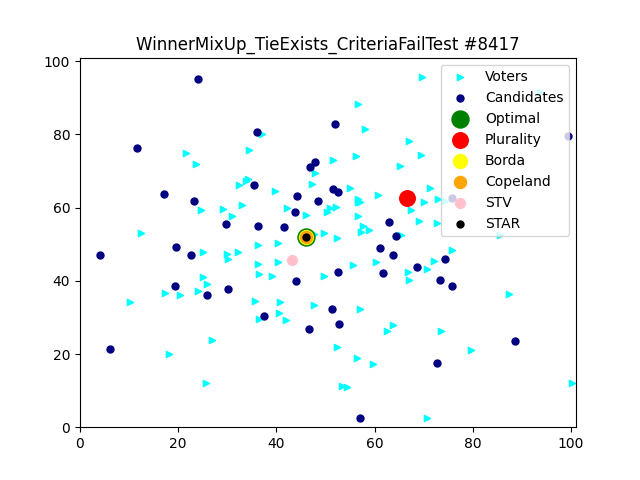 WinnerMixUp_TieExists_CriteriaFailTest #8417
100
80
60
40
20
0
0
20
40
60
80
100
Voters
Candidates
Optimal
Plurality
Borda
Copeland
STV
STAR